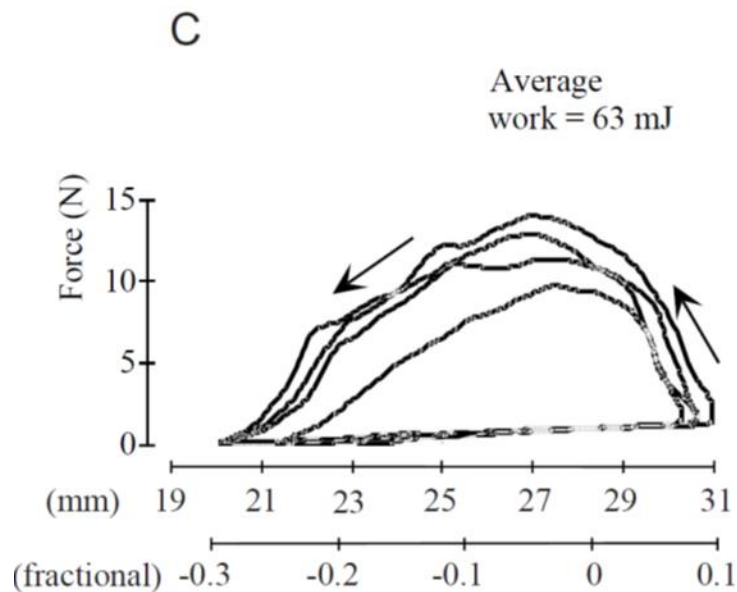 C
Average
work = 63 mJ
Force (N)
15
10
5
0
(mm) 19 21 23 25 27 29 31
(fractional) -0.3 -0.2 -0.1 0 0.1